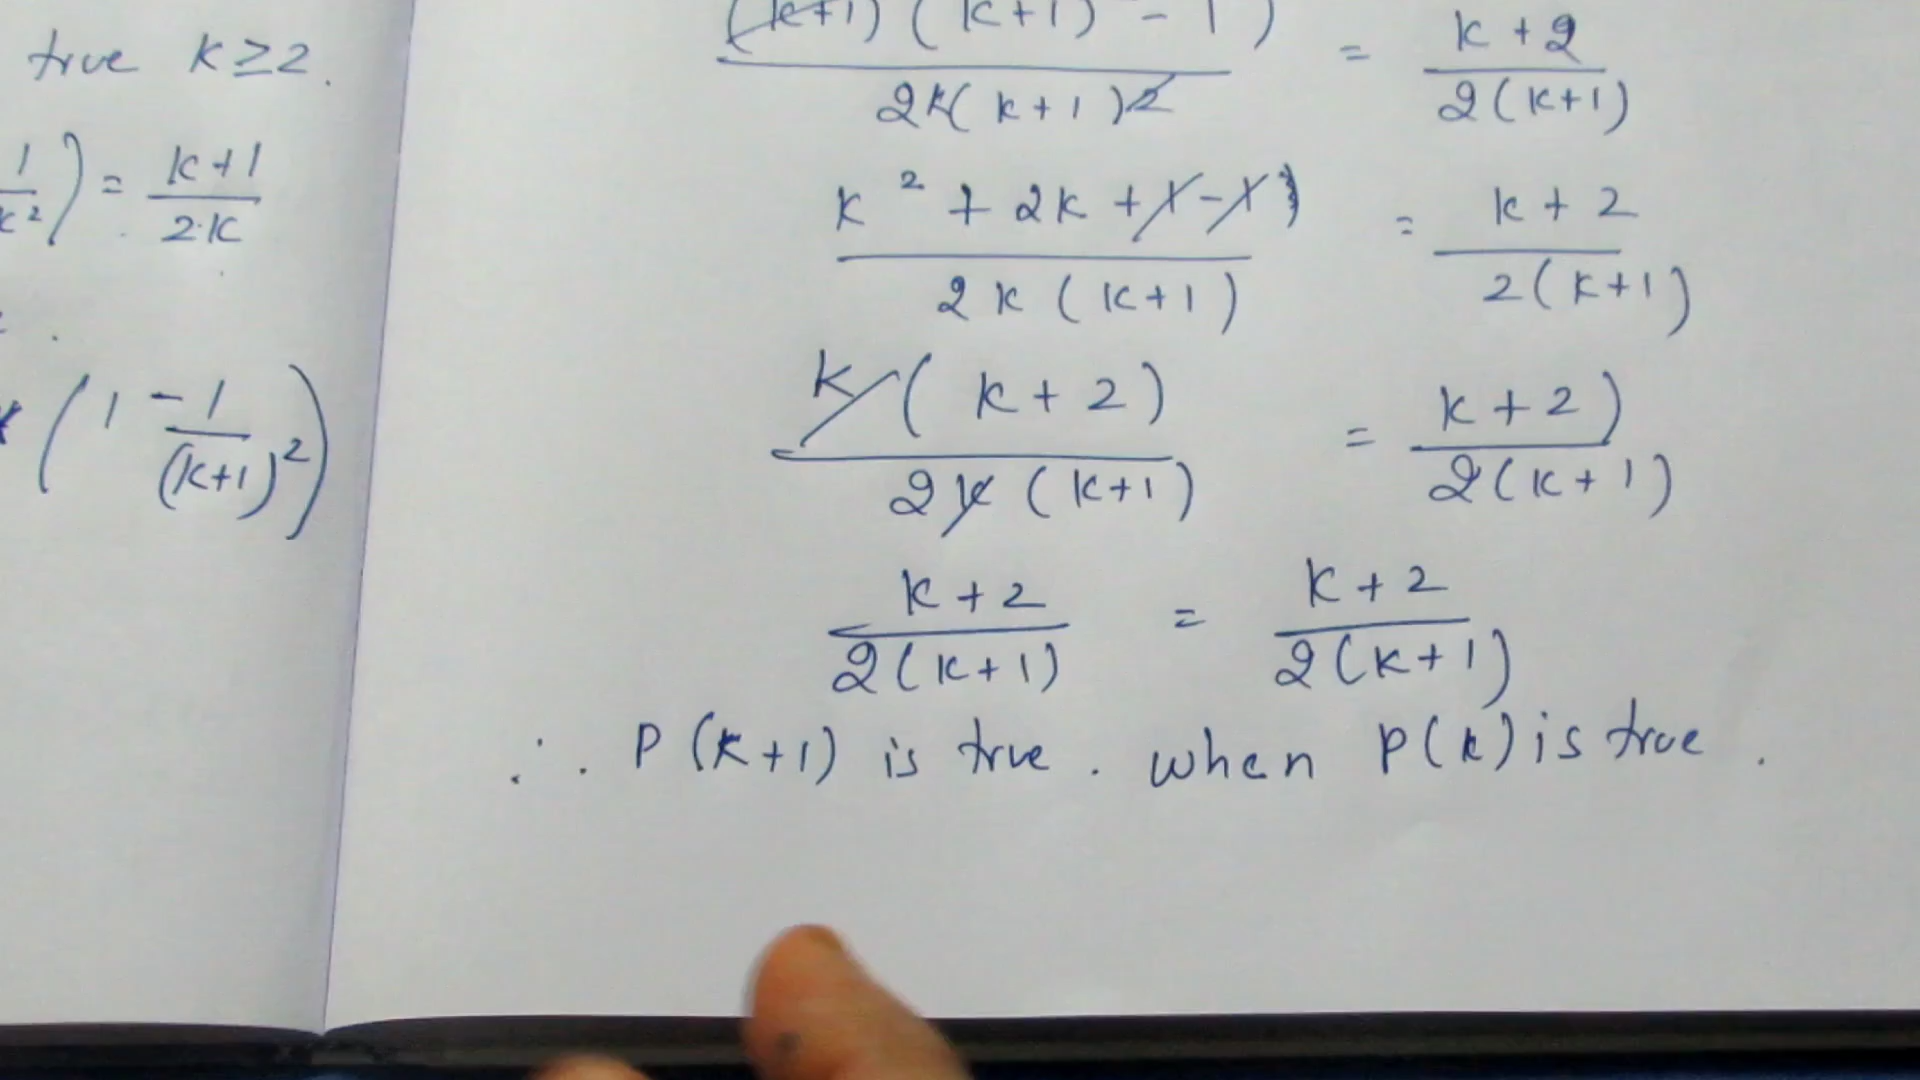 true k ≥ 2.
1/k²) = k+1/2·k
(1 - 1/(k+1)²)
(k+1) (k+1) - 1) / 2k(k+1)2 = k+2 / 2(k+1)
k² + 2k + 1 - 1) / 2k(k+1) = k+2 / 2(k+1)
k(k+2) / 2k(k+1) = k+2) / 2(k+1)
k+2 / 2(k+1) = k+2 / 2(k+1)
∴ P(k+1) is true. when P(k) is true.